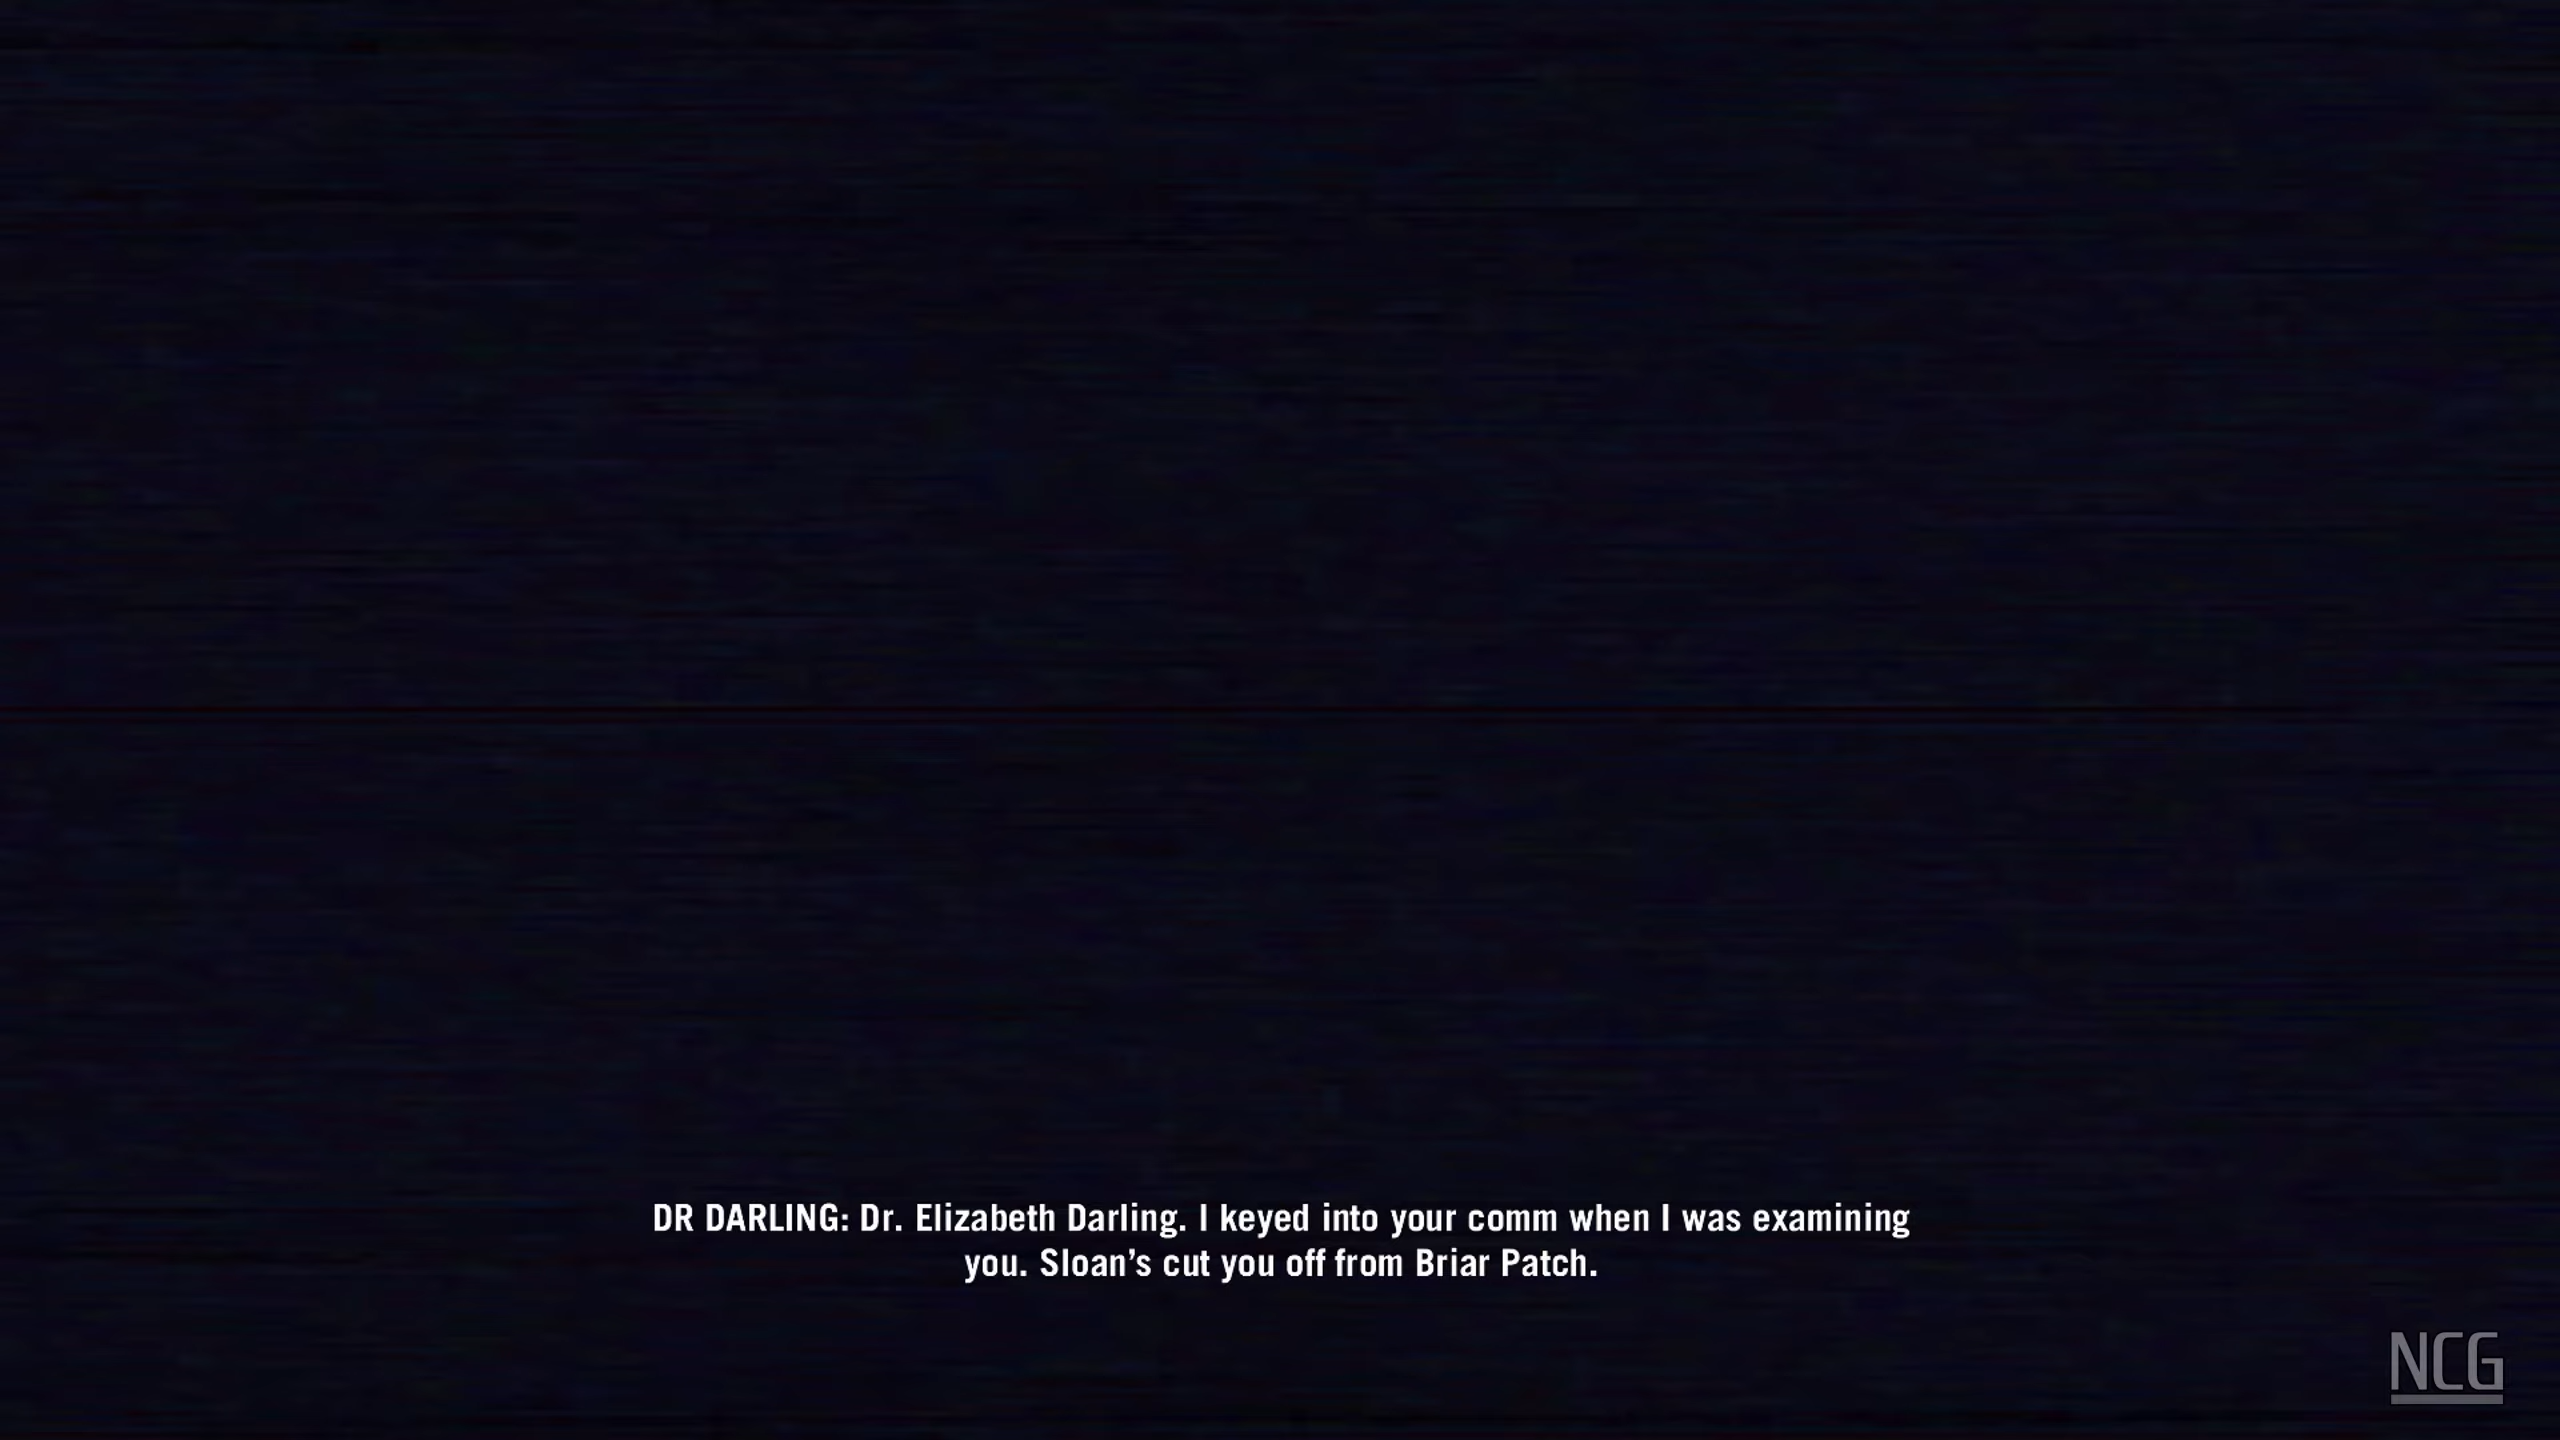 DR DARLING: Dr. Elizabeth Darling. I keyed into your comm when I was examining
you. Sloan’s cut you off from Briar Patch.
NCG